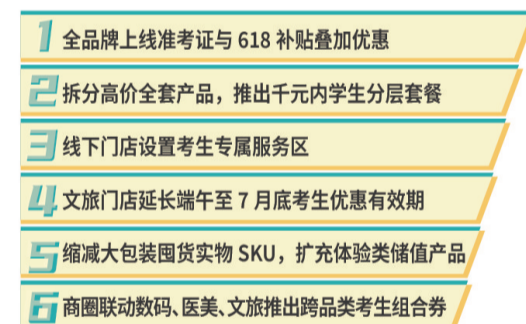 1 全品牌上线准考证与 618 补贴叠加优惠
2 拆分高价全套产品，推出千元内学生分层套餐
3 线下门店设置考生专属服务区
4 文旅门店延长端午至 7 月底考生优惠有效期
5 缩减大包装囤货实物 SKU，扩充体验类储值产品
6 商圈联动数码、医美、文旅推出跨品类考生组合券